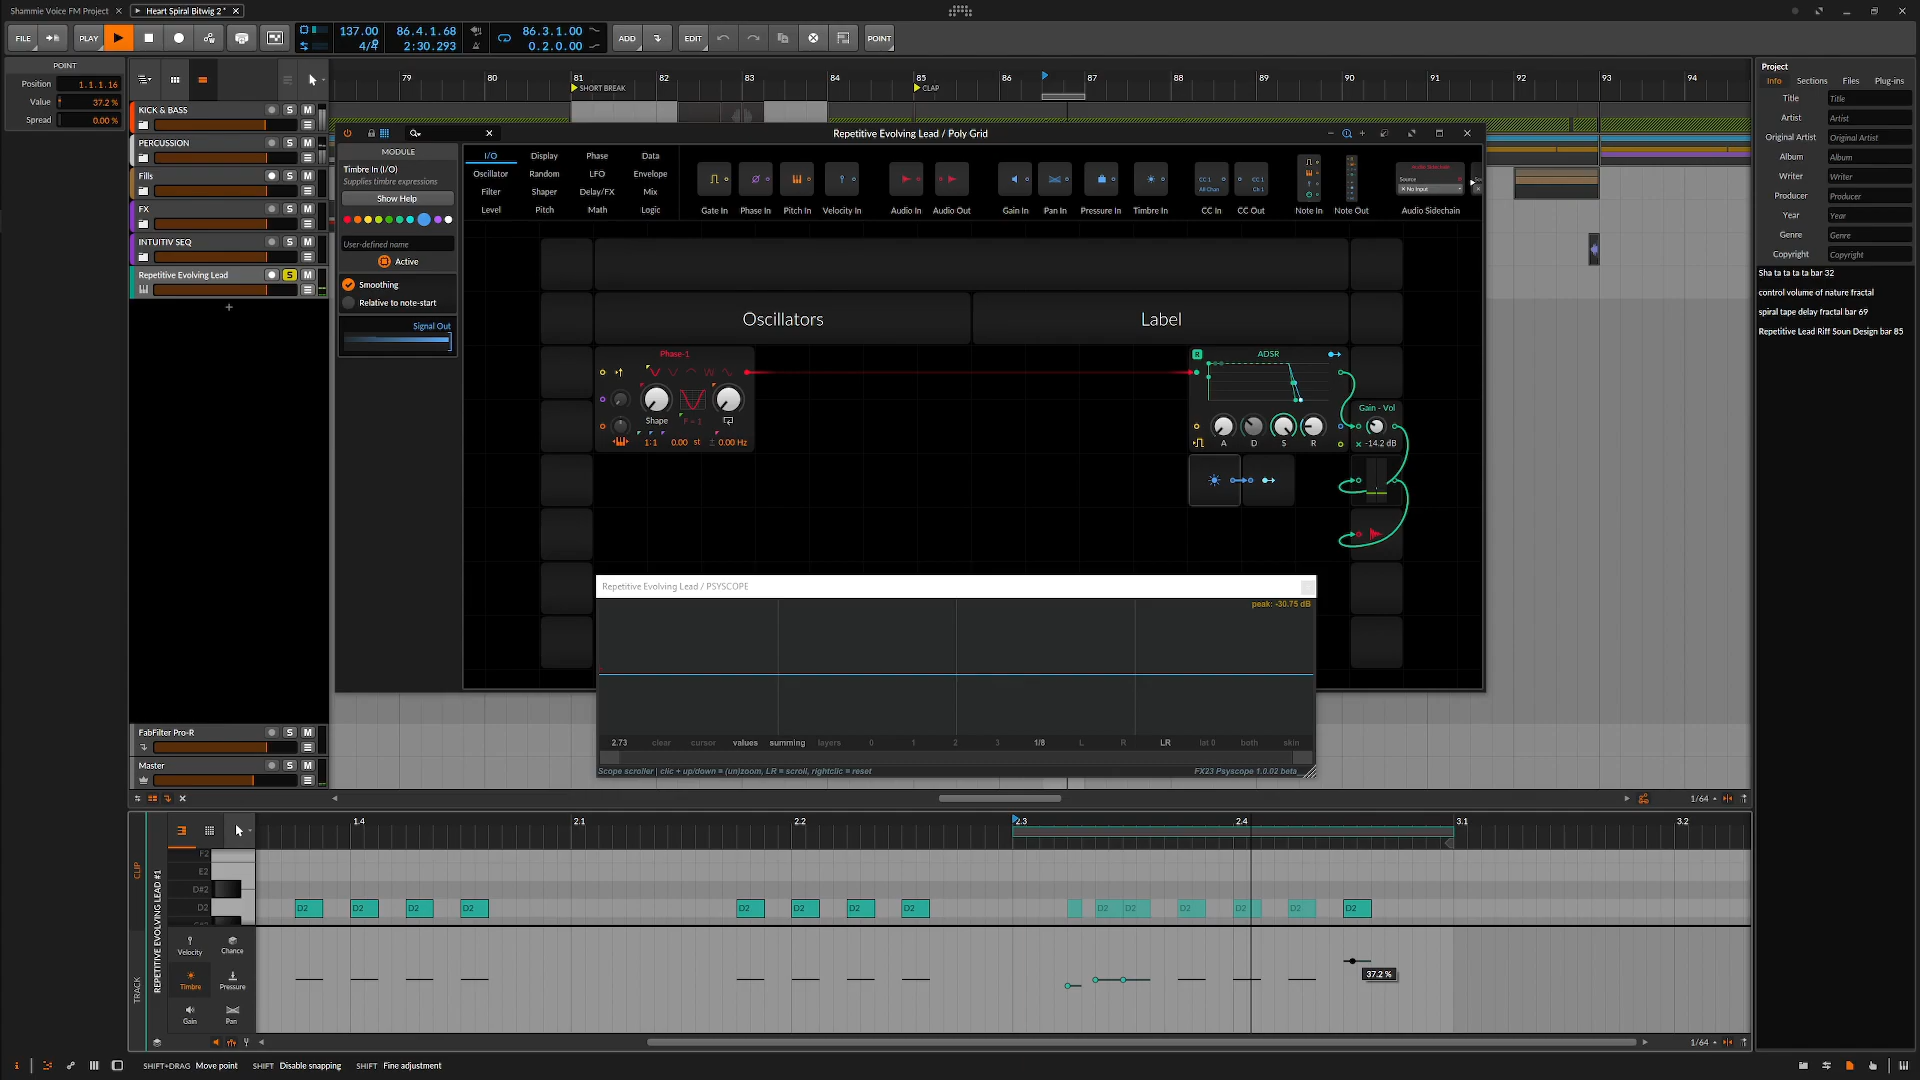 Shammie Voice FM Project
Heart Spiral Bitwig 2 *
FILE
PLAY
137.00
4/4
86.4.1.68
2:30.293
86.3.1.00
0.2.0.00
ADD
EDIT
POINT
POINT
Position 1.1.1.16
Value 37.2 %
Spread 0.00 %
79 80 81 82 83 84 85 86 87 88 89 90 91 92 93 94
SHORT BREAK
CLAP
KICK & BASS S M
PERCUSSION S M
Fills S M
FX S M
INTUITIV SEQ S M
Repetitive Evolving Lead S M
+
FabFilter Pro-R S M
Master S M
Repetitive Evolving Lead / Poly Grid
MODULE
Timbre In (I/O)
Supplies timbre expressions
Show Help
User-defined name
Active
Smoothing
Relative to note-start
Signal Out
I/O Display Phase Data
Oscillator Random LFO Envelope
Filter Shaper Delay/FX Mix
Level Pitch Math Logic
Gate In Phase In Pitch In Velocity In Audio In Audio Out Gain In Pan In Pressure In Timbre In CC In CC Out Note In Note Out Audio Sidechain
CC 1
All Chan
CC 1
Ch 1
Audio Sidechain
Source
No Input
Oscillators
Label
Phase-1
Shape
1:1 0.00 st ± 0.00 Hz
ADSR
A D S R
Gain - Vol
-14.2 dB
Repetitive Evolving Lead / PSYSCOPE
peak: -30.75 dB
2.73 clear cursor values summing layers 0 1 2 3 1/8 L R LR lat 0 both skin
Scope scroller | clic + up/down = (un)zoom, LR = scroll, rightclic = reset
FX23 Psyscope 1.0.02 beta
1/64
Project
Info Sections Files Plug-ins
Title Title
Artist Artist
Original Artist Original Artist
Album Album
Writer Writer
Producer Producer
Year Year
Genre Genre
Copyright Copyright
Sha ta ta ta ta bar 32
control volume of nature fractal
spiral tape delay fractal bar 69
Repetitive Lead Riff Soun Design bar 85
CLIP
TRACK
REPETITIVE EVOLVING LEAD #1
1.4 2.1 2.2 2.3 2.4 3.1 3.2
F2
E2
D#2
D2
D2 D2 D2 D2 D2 D2 D2 D2 D2 D2 D2 D2 D2 D2
Velocity Chance
Timbre Pressure
Gain Pan
37.2 %
1/64
SHIFT+DRAG Move point SHIFT Disable snapping SHIFT Fine adjustment